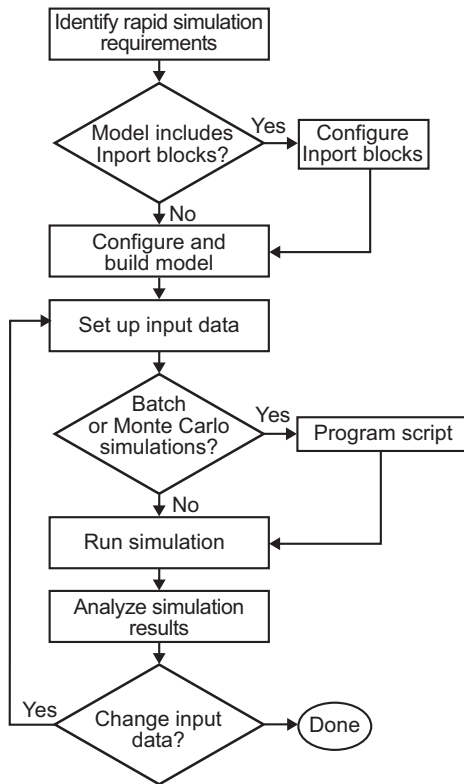 Identify rapid simulation
requirements
Model includes
Inport blocks?
Yes
Configure
Inport blocks
No
Configure and
build model
Set up input data
Batch
or Monte Carlo
simulations?
Yes
Program script
No
Run simulation
Analyze simulation
results
Yes
Change input
data?
Done